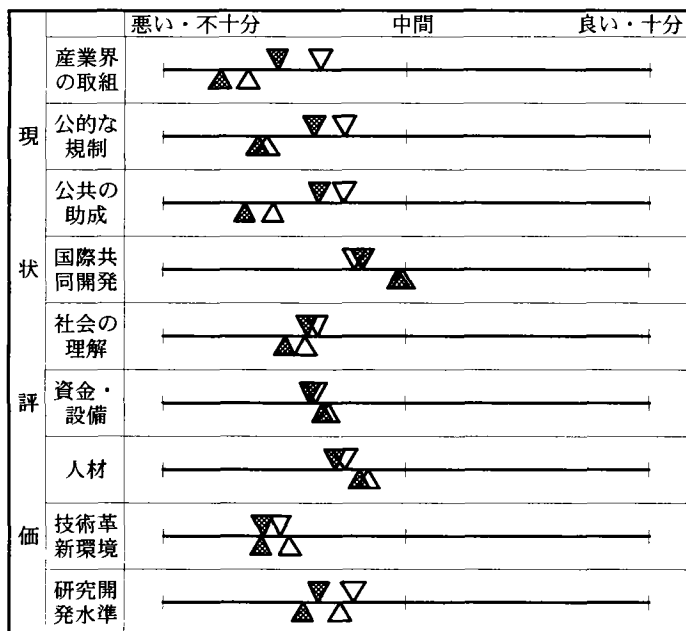 悪い・不十分 中間 良い・十分
現状評価
産業界
の取組
公的な
規制
公共の
助成
国際共
同開発
社会の
理解
資金・
設備
人材
技術革
新環境
研究開
発水準